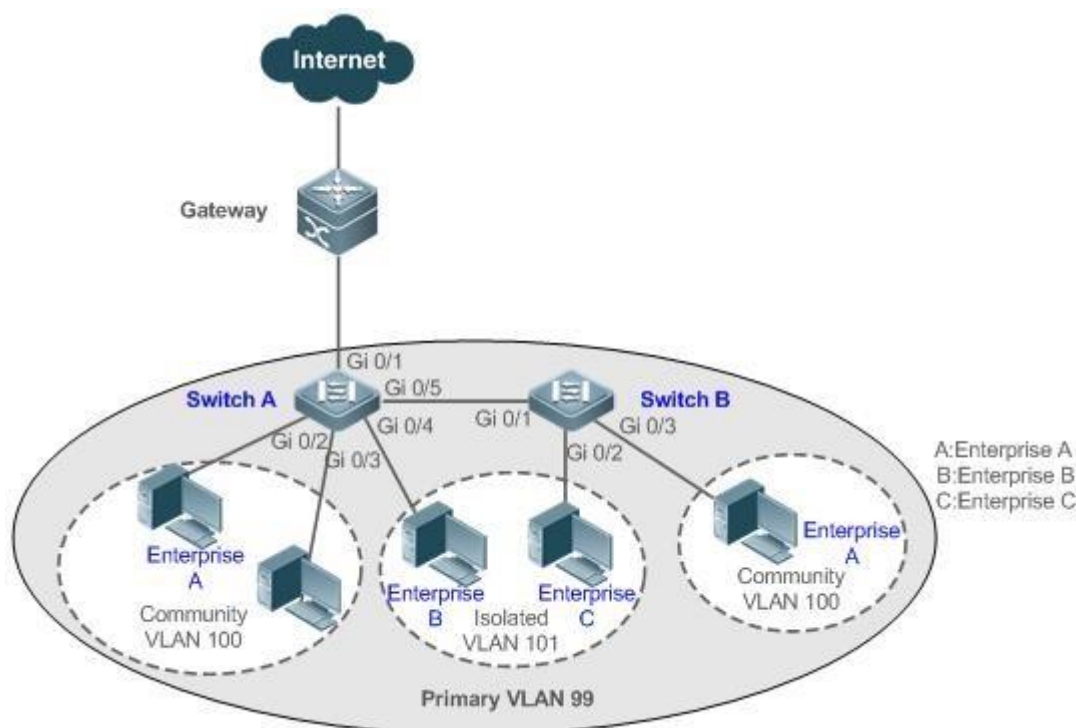 Internet
Gateway
Gi 0/1
Switch A
Gi 0/5
Gi 0/1
Switch B
Gi 0/2
Gi 0/3
Gi 0/4
Gi 0/2
Gi 0/3
A:Enterprise A
B:Enterprise B
C:Enterprise C
Enterprise
A
Community
VLAN 100
Enterprise
B
Isolated
VLAN 101
Enterprise
C
Enterprise
A
Community
VLAN 100
Primary VLAN 99